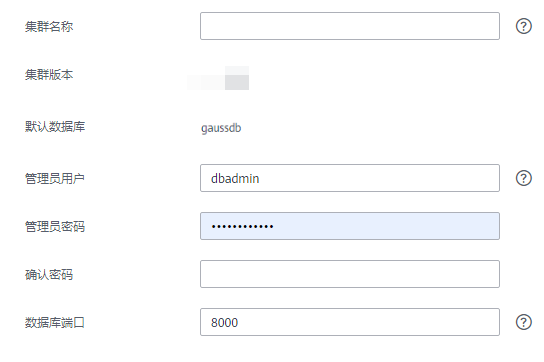 集群名称
集群版本
默认数据库 gaussdb
管理员用户 dbadmin
管理员密码 ••••••••••••
确认密码
数据库端口 8000